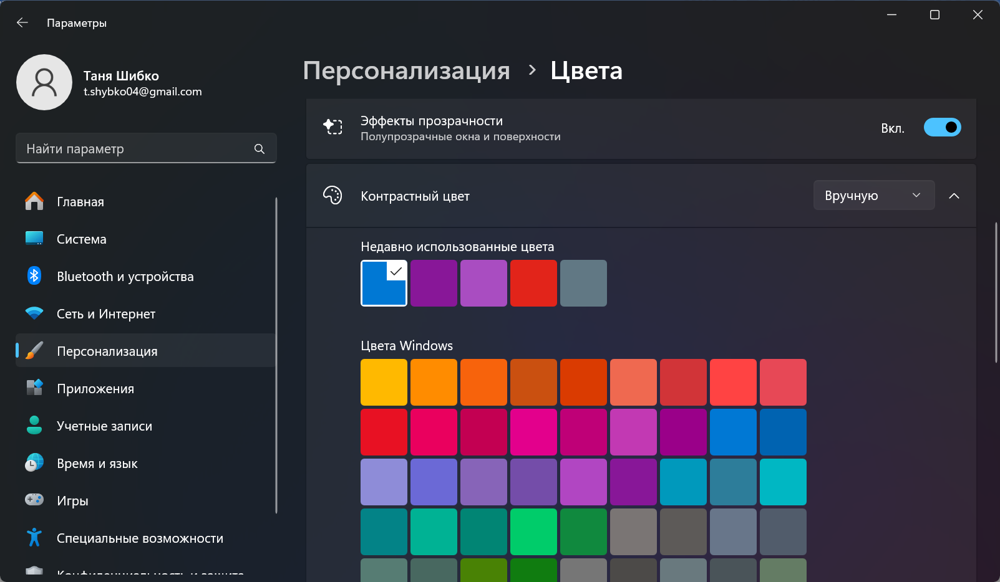 Параметры
Таня Шибко
t.shybko04@gmail.com
Найти параметр
Главная
Система
Bluetooth и устройства
Сеть и Интернет
Персонализация
Приложения
Учетные записи
Время и язык
Игры
Специальные возможности
Конфиденциальность и защита
Персонализация > Цвета
Эффекты прозрачности
Полупрозрачные окна и поверхности
Вкл.
Контрастный цвет
Вручную
Недавно использованные цвета
Цвета Windows